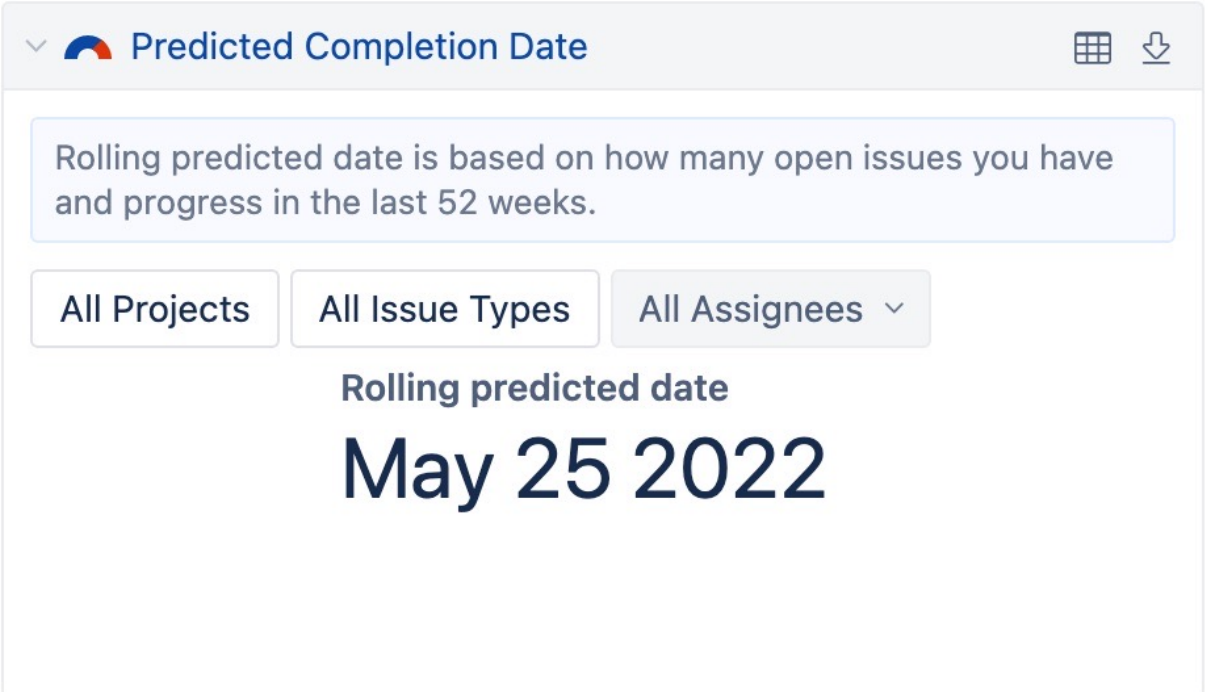 Predicted Completion Date
Rolling predicted date is based on how many open issues you have
and progress in the last 52 weeks.
All Projects
All Issue Types
All Assignees
Rolling predicted date
May 25 2022